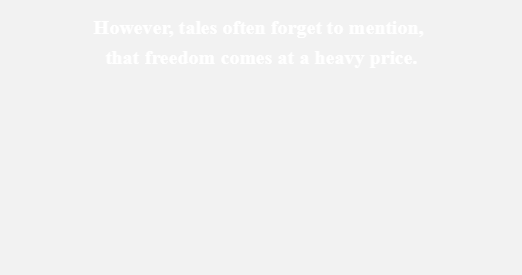 However, tales often forget to mention,
that freedom comes at a heavy price.